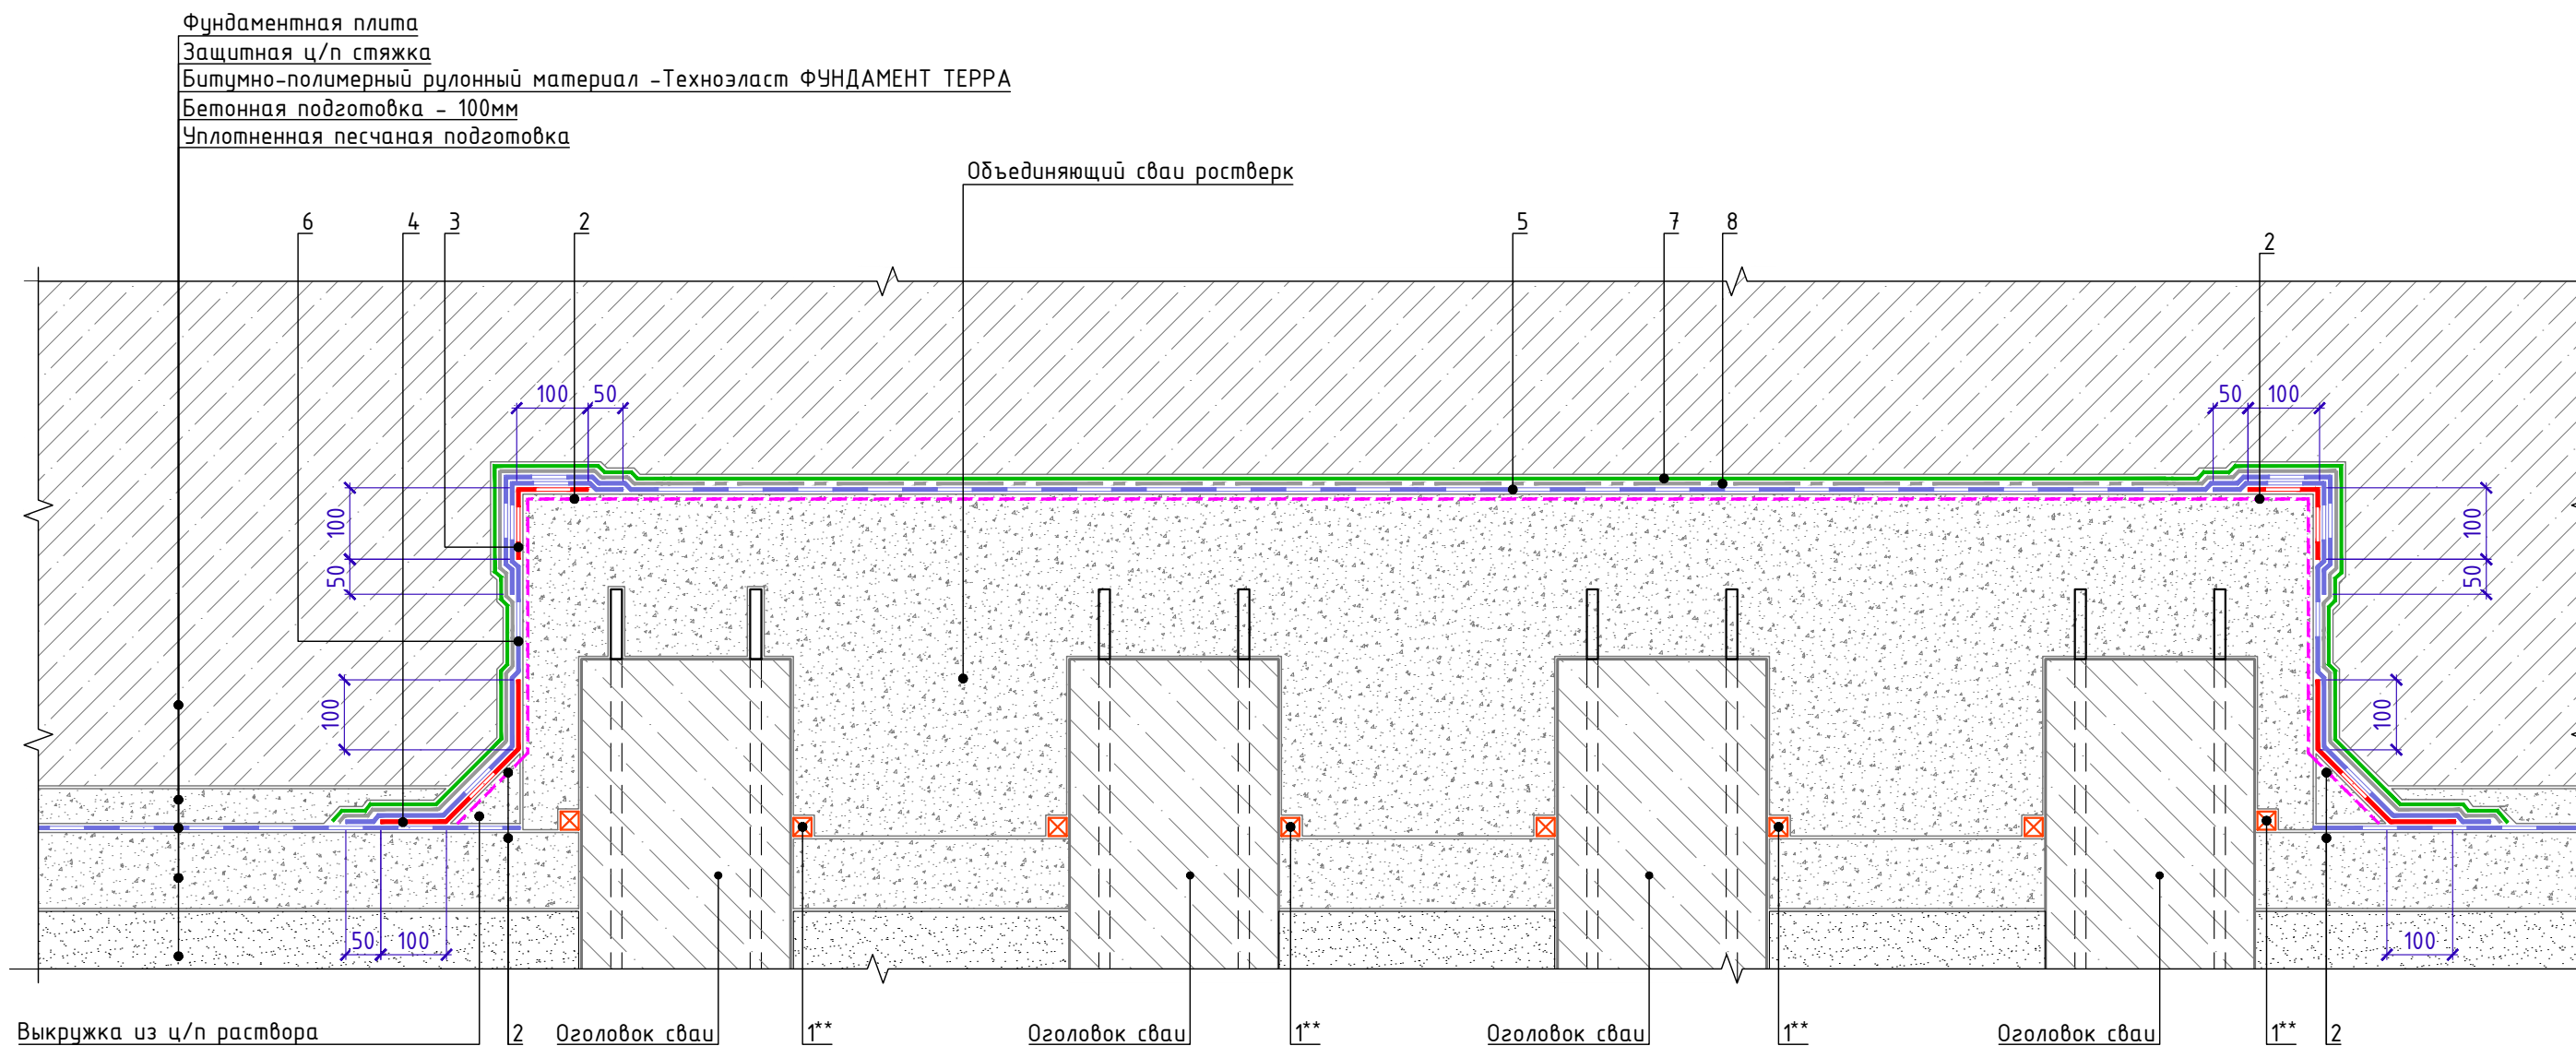 Фундаментная плита
Защитная ц/п стяжка
Битумно-полимерный рулонный материал -Техноэласт ФУНДАМЕНТ ТЕРРА
Бетонная подготовка - 100мм
Уплотненная песчаная подготовка
Объединяющий сваи ростверк
6 4 3 2 5 7 8 2
100 50 50 100
100
50
100
100
50
100
50 100 100
Выкружка из ц/п раствора 2 Оголовок сваи 1** Оголовок сваи 1** Оголовок сваи 1** Оголовок сваи 1** 2